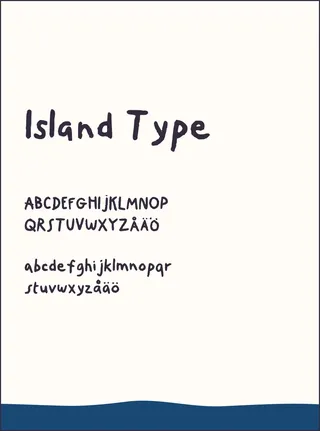 Island Type
ABCDEFGHIJKLMNOP
QRSTUVWXYZÅÄÖ
abcdefghijklmnopqr
stuvwxyzåäö